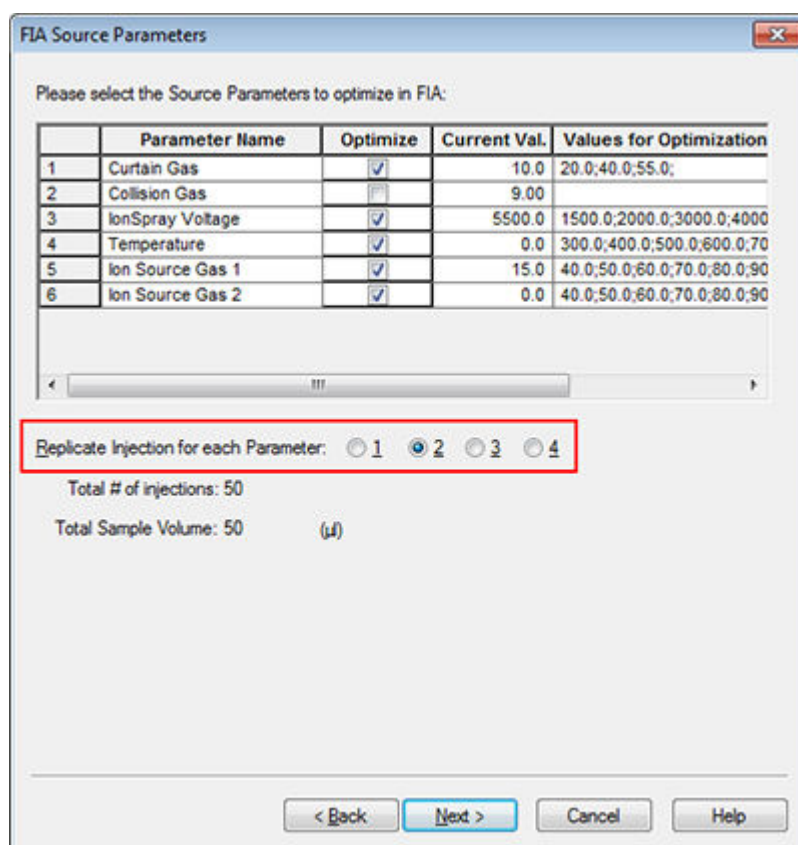 FIA Source Parameters
Please select the Source Parameters to optimize in FIA:
Parameter Name Optimize Current Val. Values for Optimization
1 Curtain Gas 10.0 20.0;40.0;55.0;
2 Collision Gas 9.00
3 IonSpray Voltage 5500.0 1500.0;2000.0;3000.0;4000
4 Temperature 0.0 300.0;400.0;500.0;600.0;70
5 Ion Source Gas 1 15.0 40.0;50.0;60.0;70.0;80.0;90
6 Ion Source Gas 2 0.0 40.0;50.0;60.0;70.0;80.0;90
Replicate Injection for each Parameter: 1 2 3 4
Total # of injections: 50
Total Sample Volume: 50 (µl)
< Back Next > Cancel Help